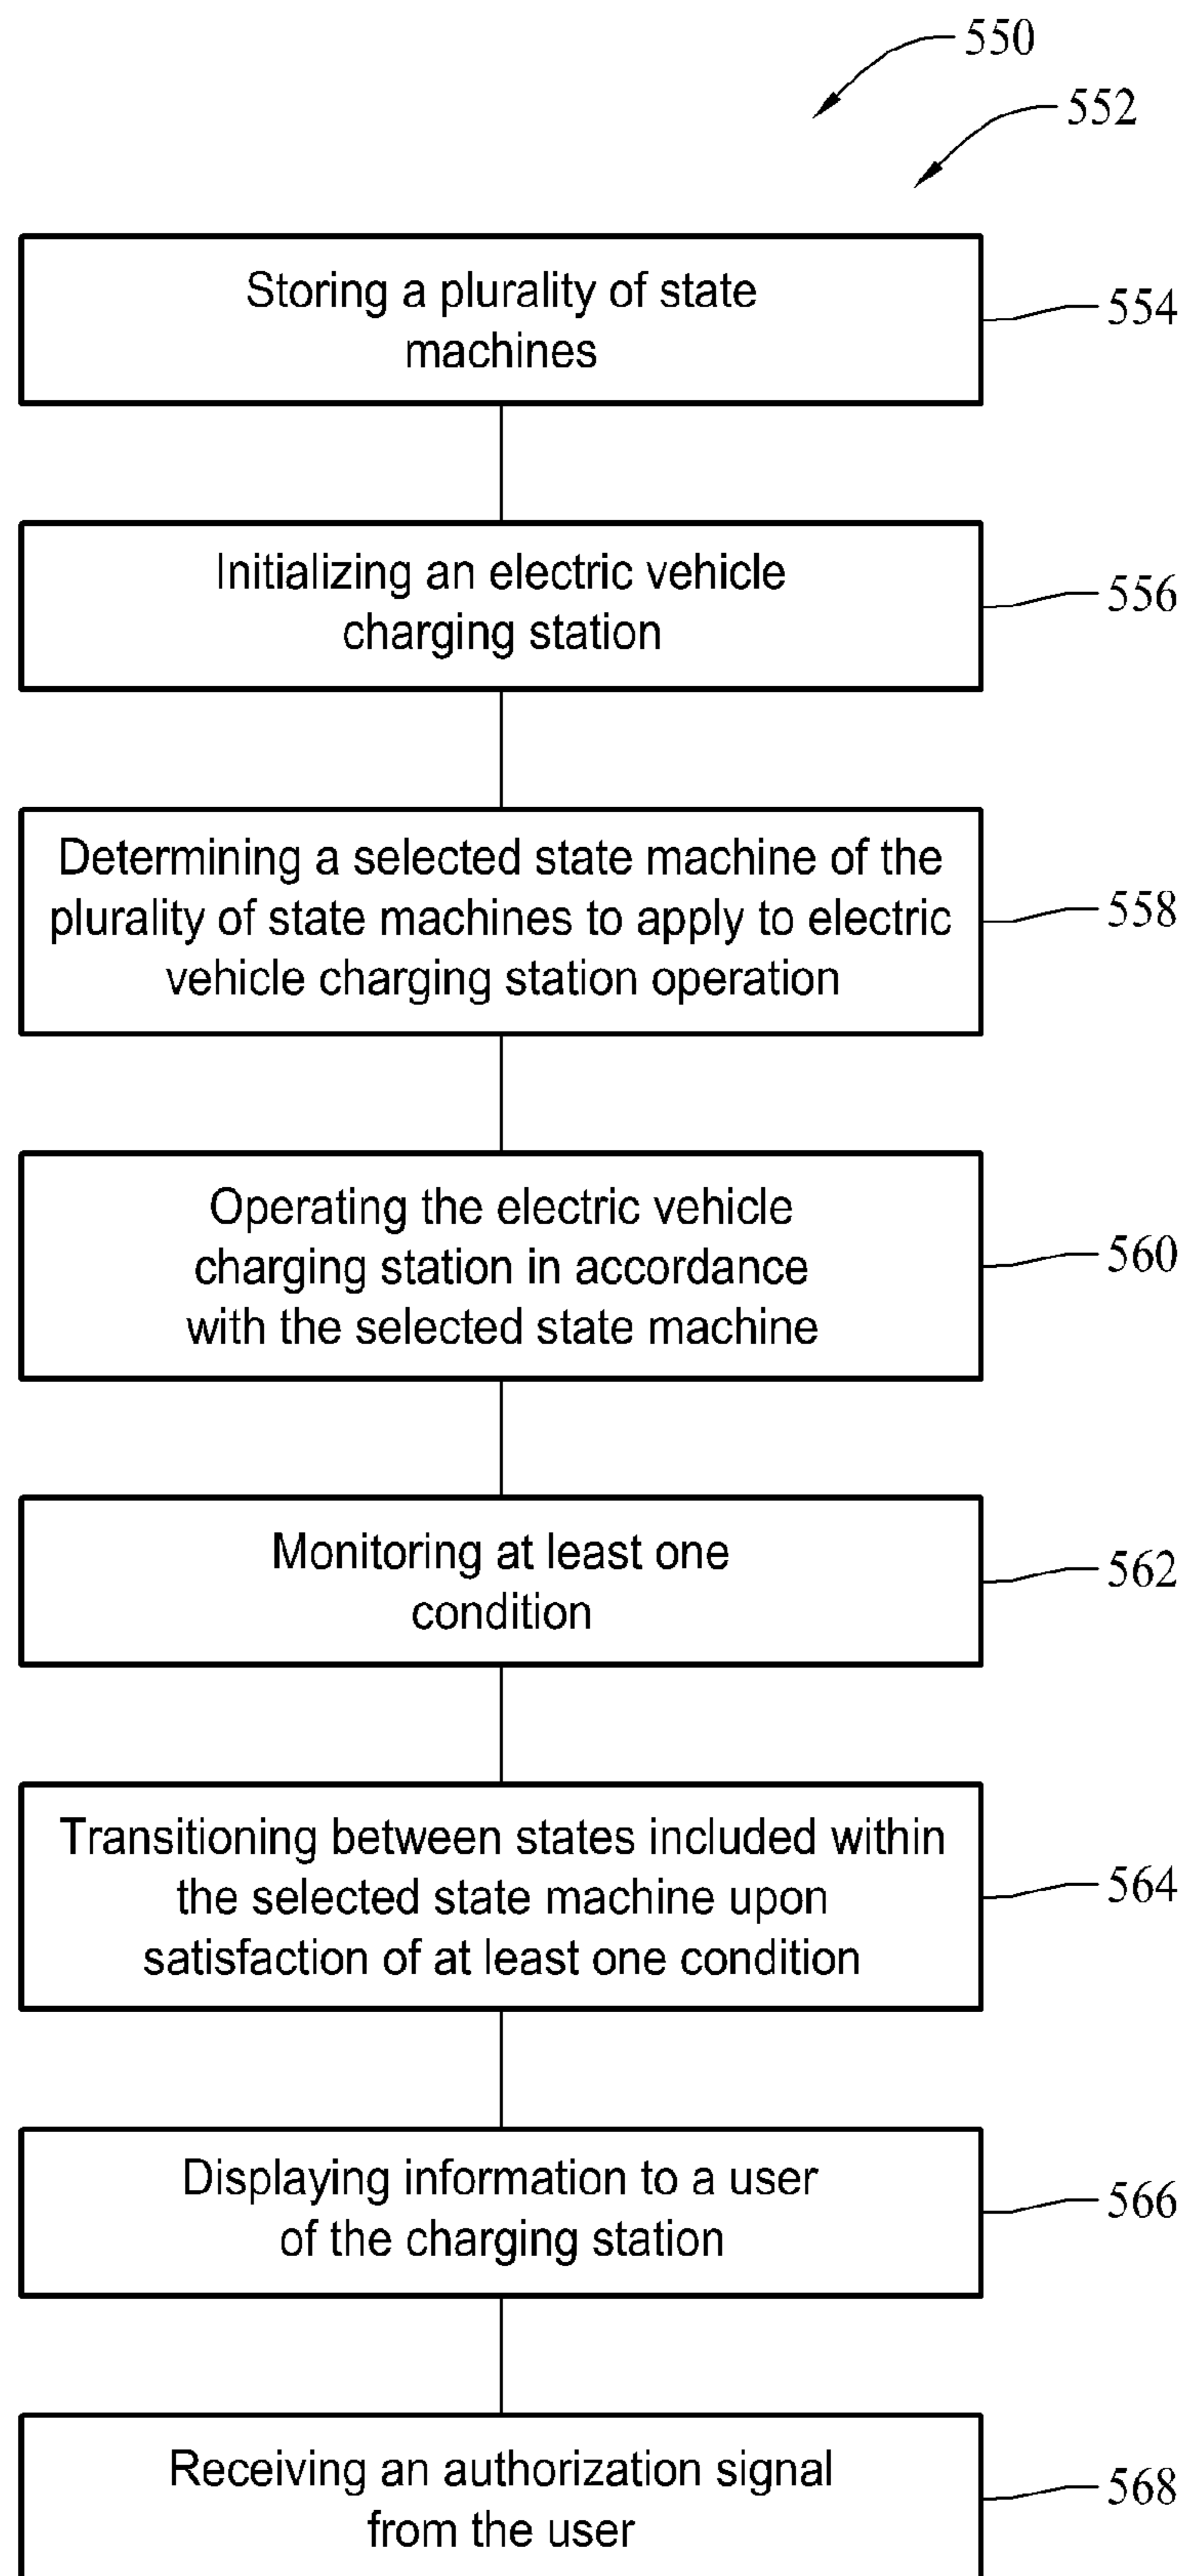 550
552
Storing a plurality of state
machines
554
Initializing an electric vehicle
charging station
556
Determining a selected state machine of the
plurality of state machines to apply to electric
vehicle charging station operation
558
Operating the electric vehicle
charging station in accordance
with the selected state machine
560
Monitoring at least one
condition
562
Transitioning between states included within
the selected state machine upon
satisfaction of at least one condition
564
Displaying information to a user
of the charging station
566
Receiving an authorization signal
from the user
568